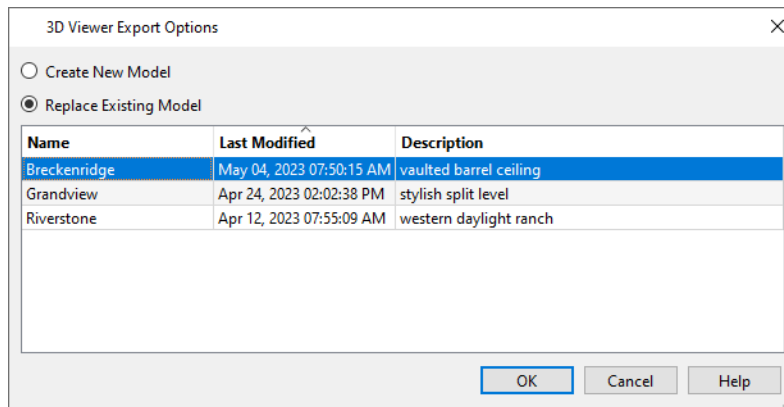 3D Viewer Export Options
Create New Model
Replace Existing Model
Name Last Modified Description
Breckenridge May 04, 2023 07:50:15 AM vaulted barrel ceiling
Grandview Apr 24, 2023 02:02:38 PM stylish split level
Riverstone Apr 12, 2023 07:55:09 AM western daylight ranch
OK Cancel Help